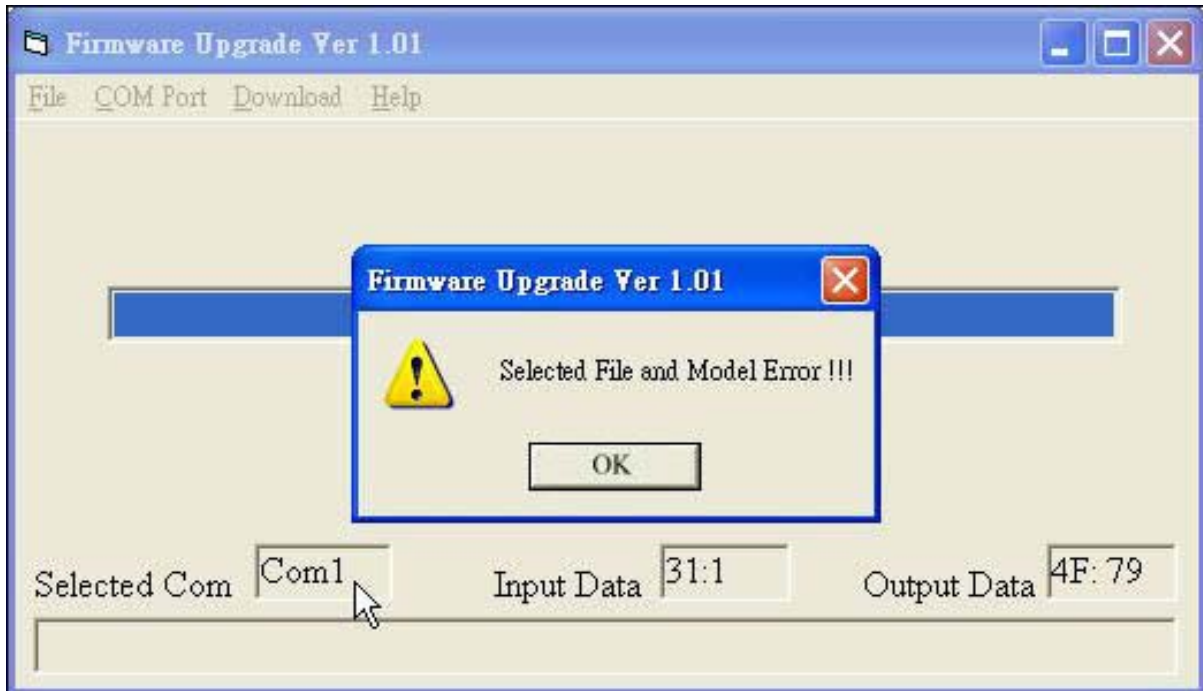 Firmware Upgrade Ver 1.01
File COM Port Download Help
Firmware Upgrade Ver 1.01
Selected File and Model Error !!!
OK
Selected Com Com1 Input Data 31:1 Output Data 4F: 79